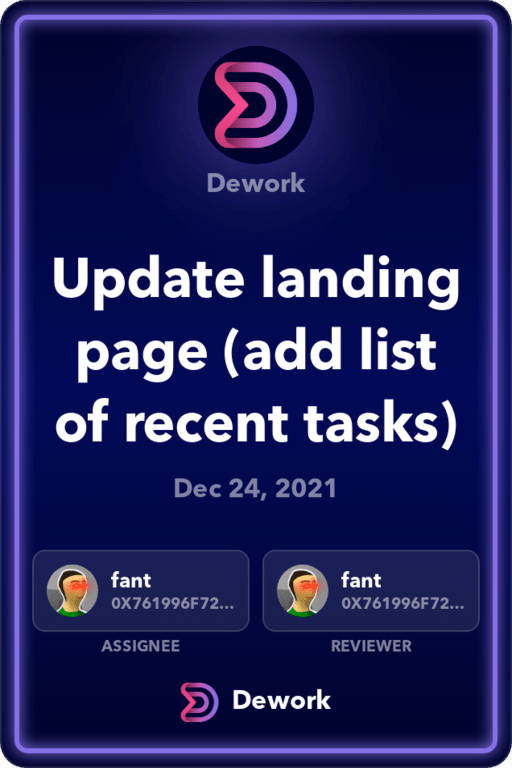 Dework
Update landing
page (add list
of recent tasks)
Dec 24, 2021
fant
0X761996F72...
ASSIGNEE
fant
0X761996F72...
REVIEWER
Dework